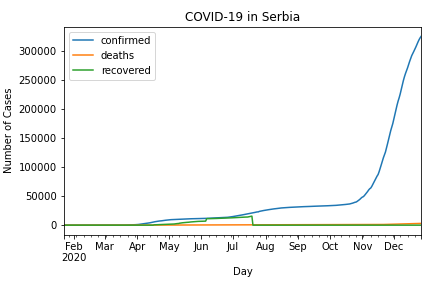 COVID-19 in Serbia
confirmed
deaths
recovered
300000
250000
200000
150000
100000
50000
0
Number of Cases
Feb Mar Apr May Jun Jul Aug Sep Oct Nov Dec
2020
Day